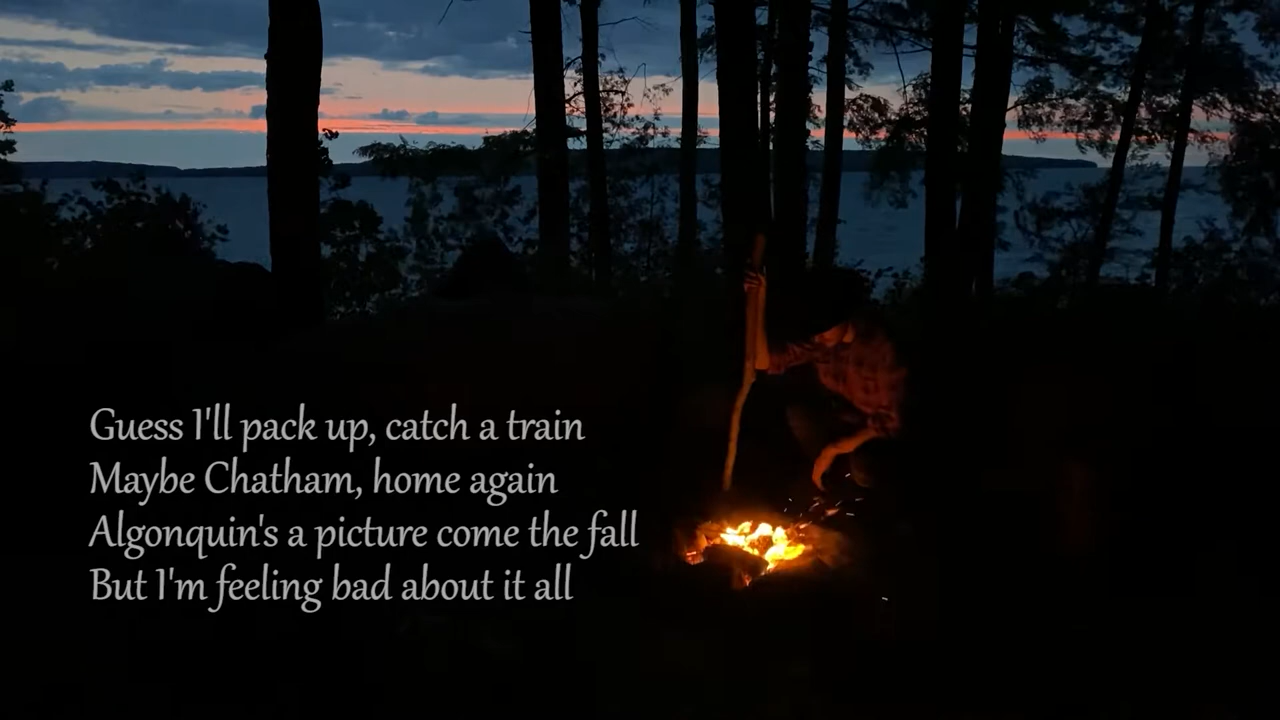 Guess I'll pack up, catch a train
Maybe Chatham, home again
Algonquin's a picture come the fall
But I'm feeling bad about it all